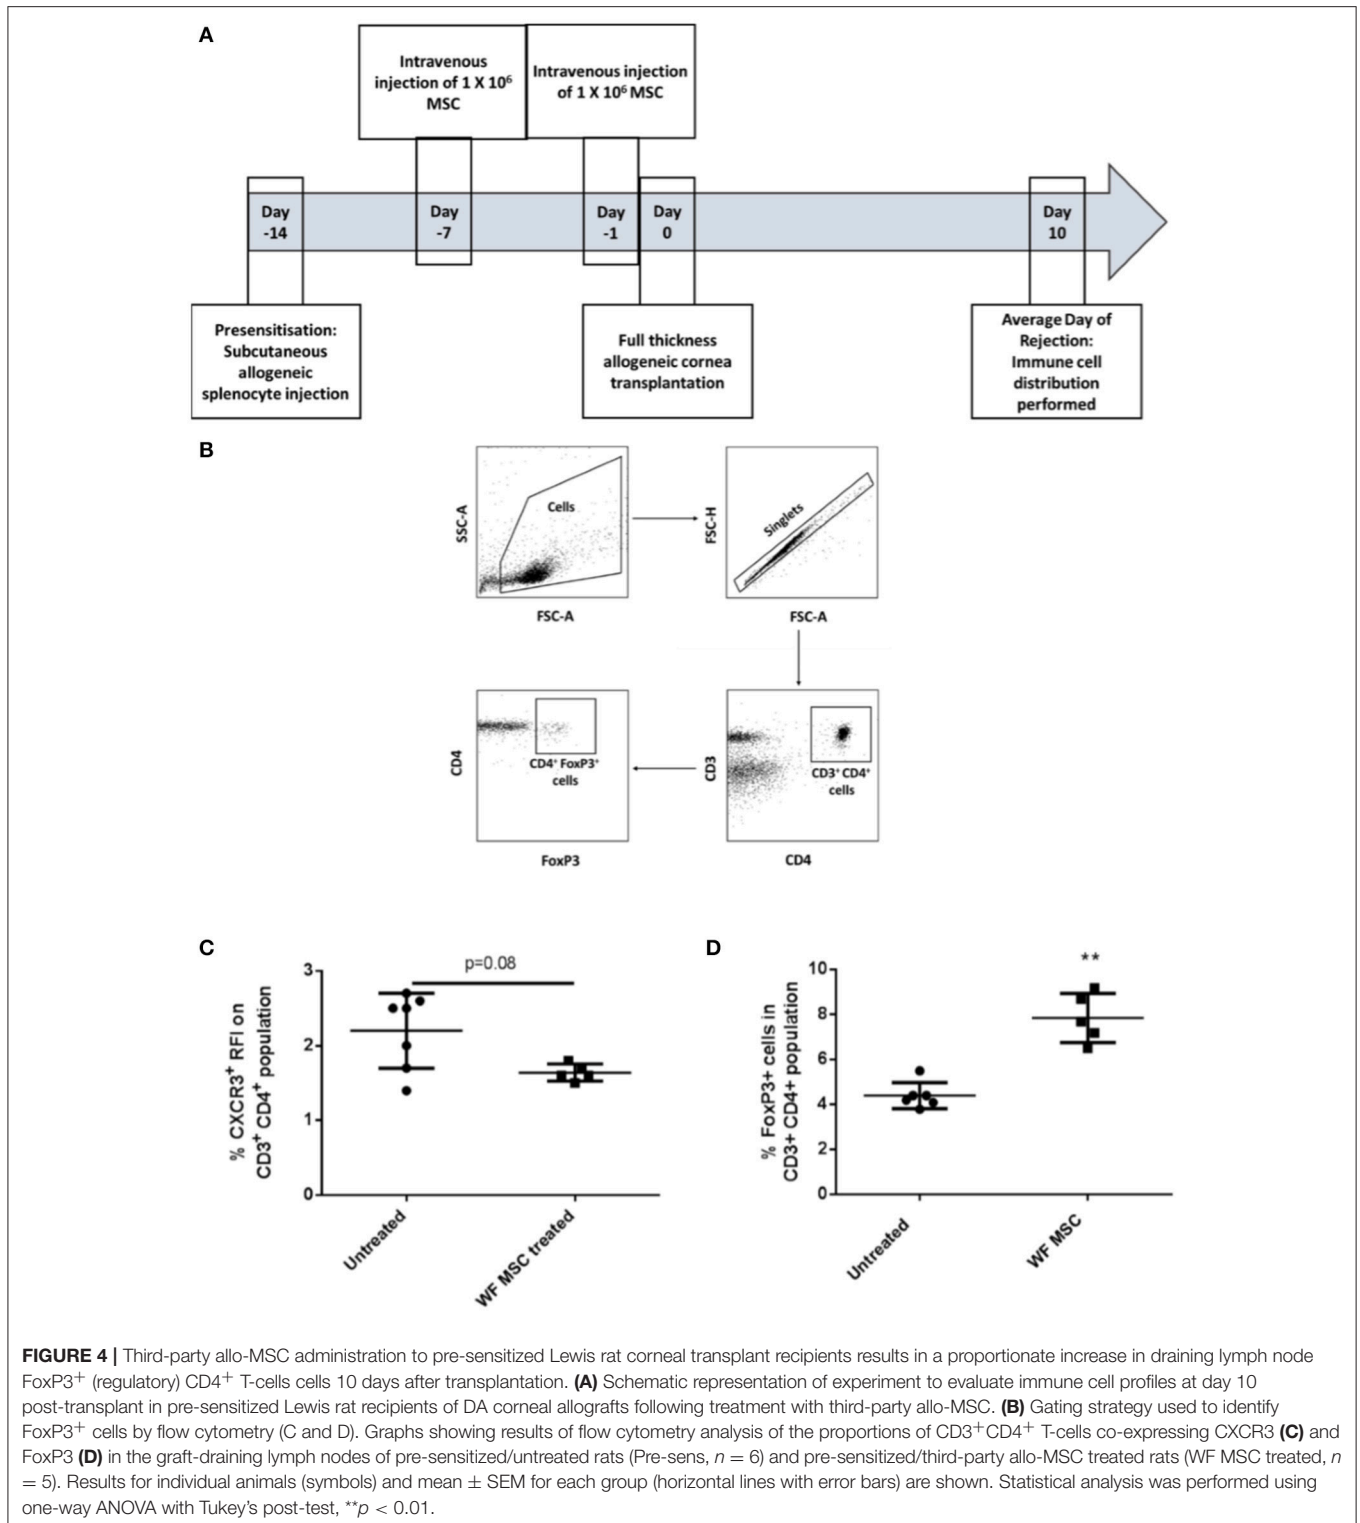 A
Intravenous
injection of 1 X 10⁶
MSC
Intravenous injection
of 1 X 10⁶ MSC
Day
-14
Day
-7
Day
-1
Day
0
Day
10
Presensitisation:
Subcutaneous
allogeneic
splenocyte injection
Full thickness
allogeneic cornea
transplantation
Average Day of
Rejection:
Immune cell
distribution
performed
B
SSC-A
Cells
FSC-A
FSC-H
Singlets
FSC-A
CD4
CD4⁺ FoxP3⁺
cells
FoxP3
CD3
CD3⁺ CD4⁺
cells
CD4
C
% CXCR3⁺ RFI on
CD3⁺ CD4⁺ population
3
2
1
0
p=0.08
Untreated
WF MSC treated
D
% FoxP3+ cells in
CD3+ CD4+ population
10
8
6
4
2
0
**
Untreated
WF MSC
FIGURE 4 | Third-party allo-MSC administration to pre-sensitized Lewis rat corneal transplant recipients results in a proportionate increase in draining lymph node
FoxP3⁺ (regulatory) CD4⁺ T-cells cells 10 days after transplantation. (A) Schematic representation of experiment to evaluate immune cell profiles at day 10
post-transplant in pre-sensitized Lewis rat recipients of DA corneal allografts following treatment with third-party allo-MSC. (B) Gating strategy used to identify
FoxP3⁺ cells by flow cytometry (C and D). Graphs showing results of flow cytometry analysis of the proportions of CD3⁺CD4⁺ T-cells co-expressing CXCR3 (C) and
FoxP3 (D) in the graft-draining lymph nodes of pre-sensitized/untreated rats (Pre-sens, n = 6) and pre-sensitized/third-party allo-MSC treated rats (WF MSC treated, n
= 5). Results for individual animals (symbols) and mean ± SEM for each group (horizontal lines with error bars) are shown. Statistical analysis was performed using
one-way ANOVA with Tukey's post-test, **p < 0.01.